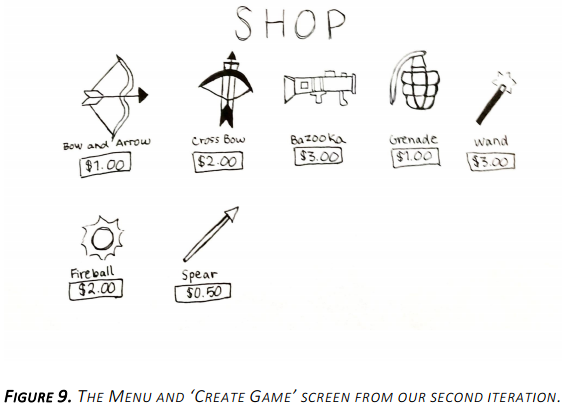 SHOP
Bow and Arrow
$1.00
Cross Bow
$2.00
Bazooka
$3.00
Grenade
$1.00
Wand
$3.00
Fireball
$2.00
Spear
$0.50
FIGURE 9. THE MENU AND ‘CREATE GAME’ SCREEN FROM OUR SECOND ITERATION.